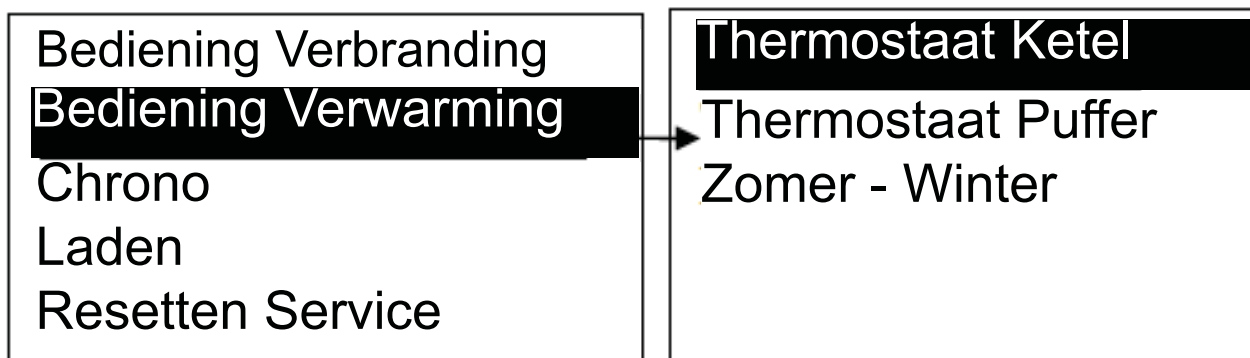 Bediening Verbranding
Bediening Verwarming
Chrono
Laden
Resetten Service
Thermostaat Ketel
Thermostaat Puffer
Zomer - Winter